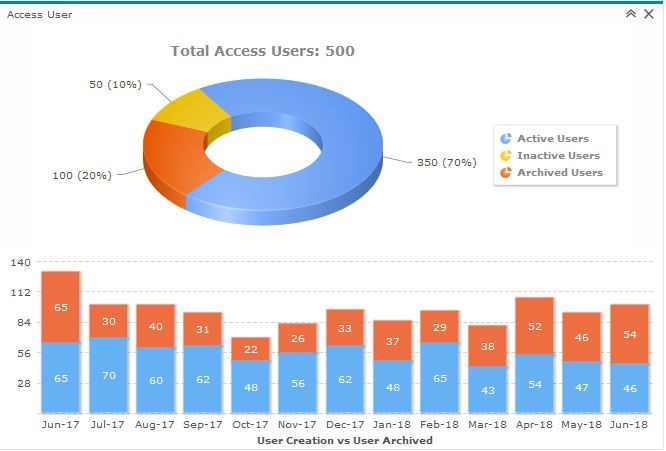 Access User
Total Access Users: 500
50 (10%)
100 (20%)
350 (70%)
Active Users
Inactive Users
Archived Users
140
112
84
56
28
65 30 40 31 22 26 33 37 29 38 52 46 54
65 70 60 62 48 56 62 48 65 43 54 47 46
Jun-17 Jul-17 Aug-17 Sep-17 Oct-17 Nov-17 Dec-17 Jan-18 Feb-18 Mar-18 Apr-18 May-18 Jun-18
User Creation vs User Archived